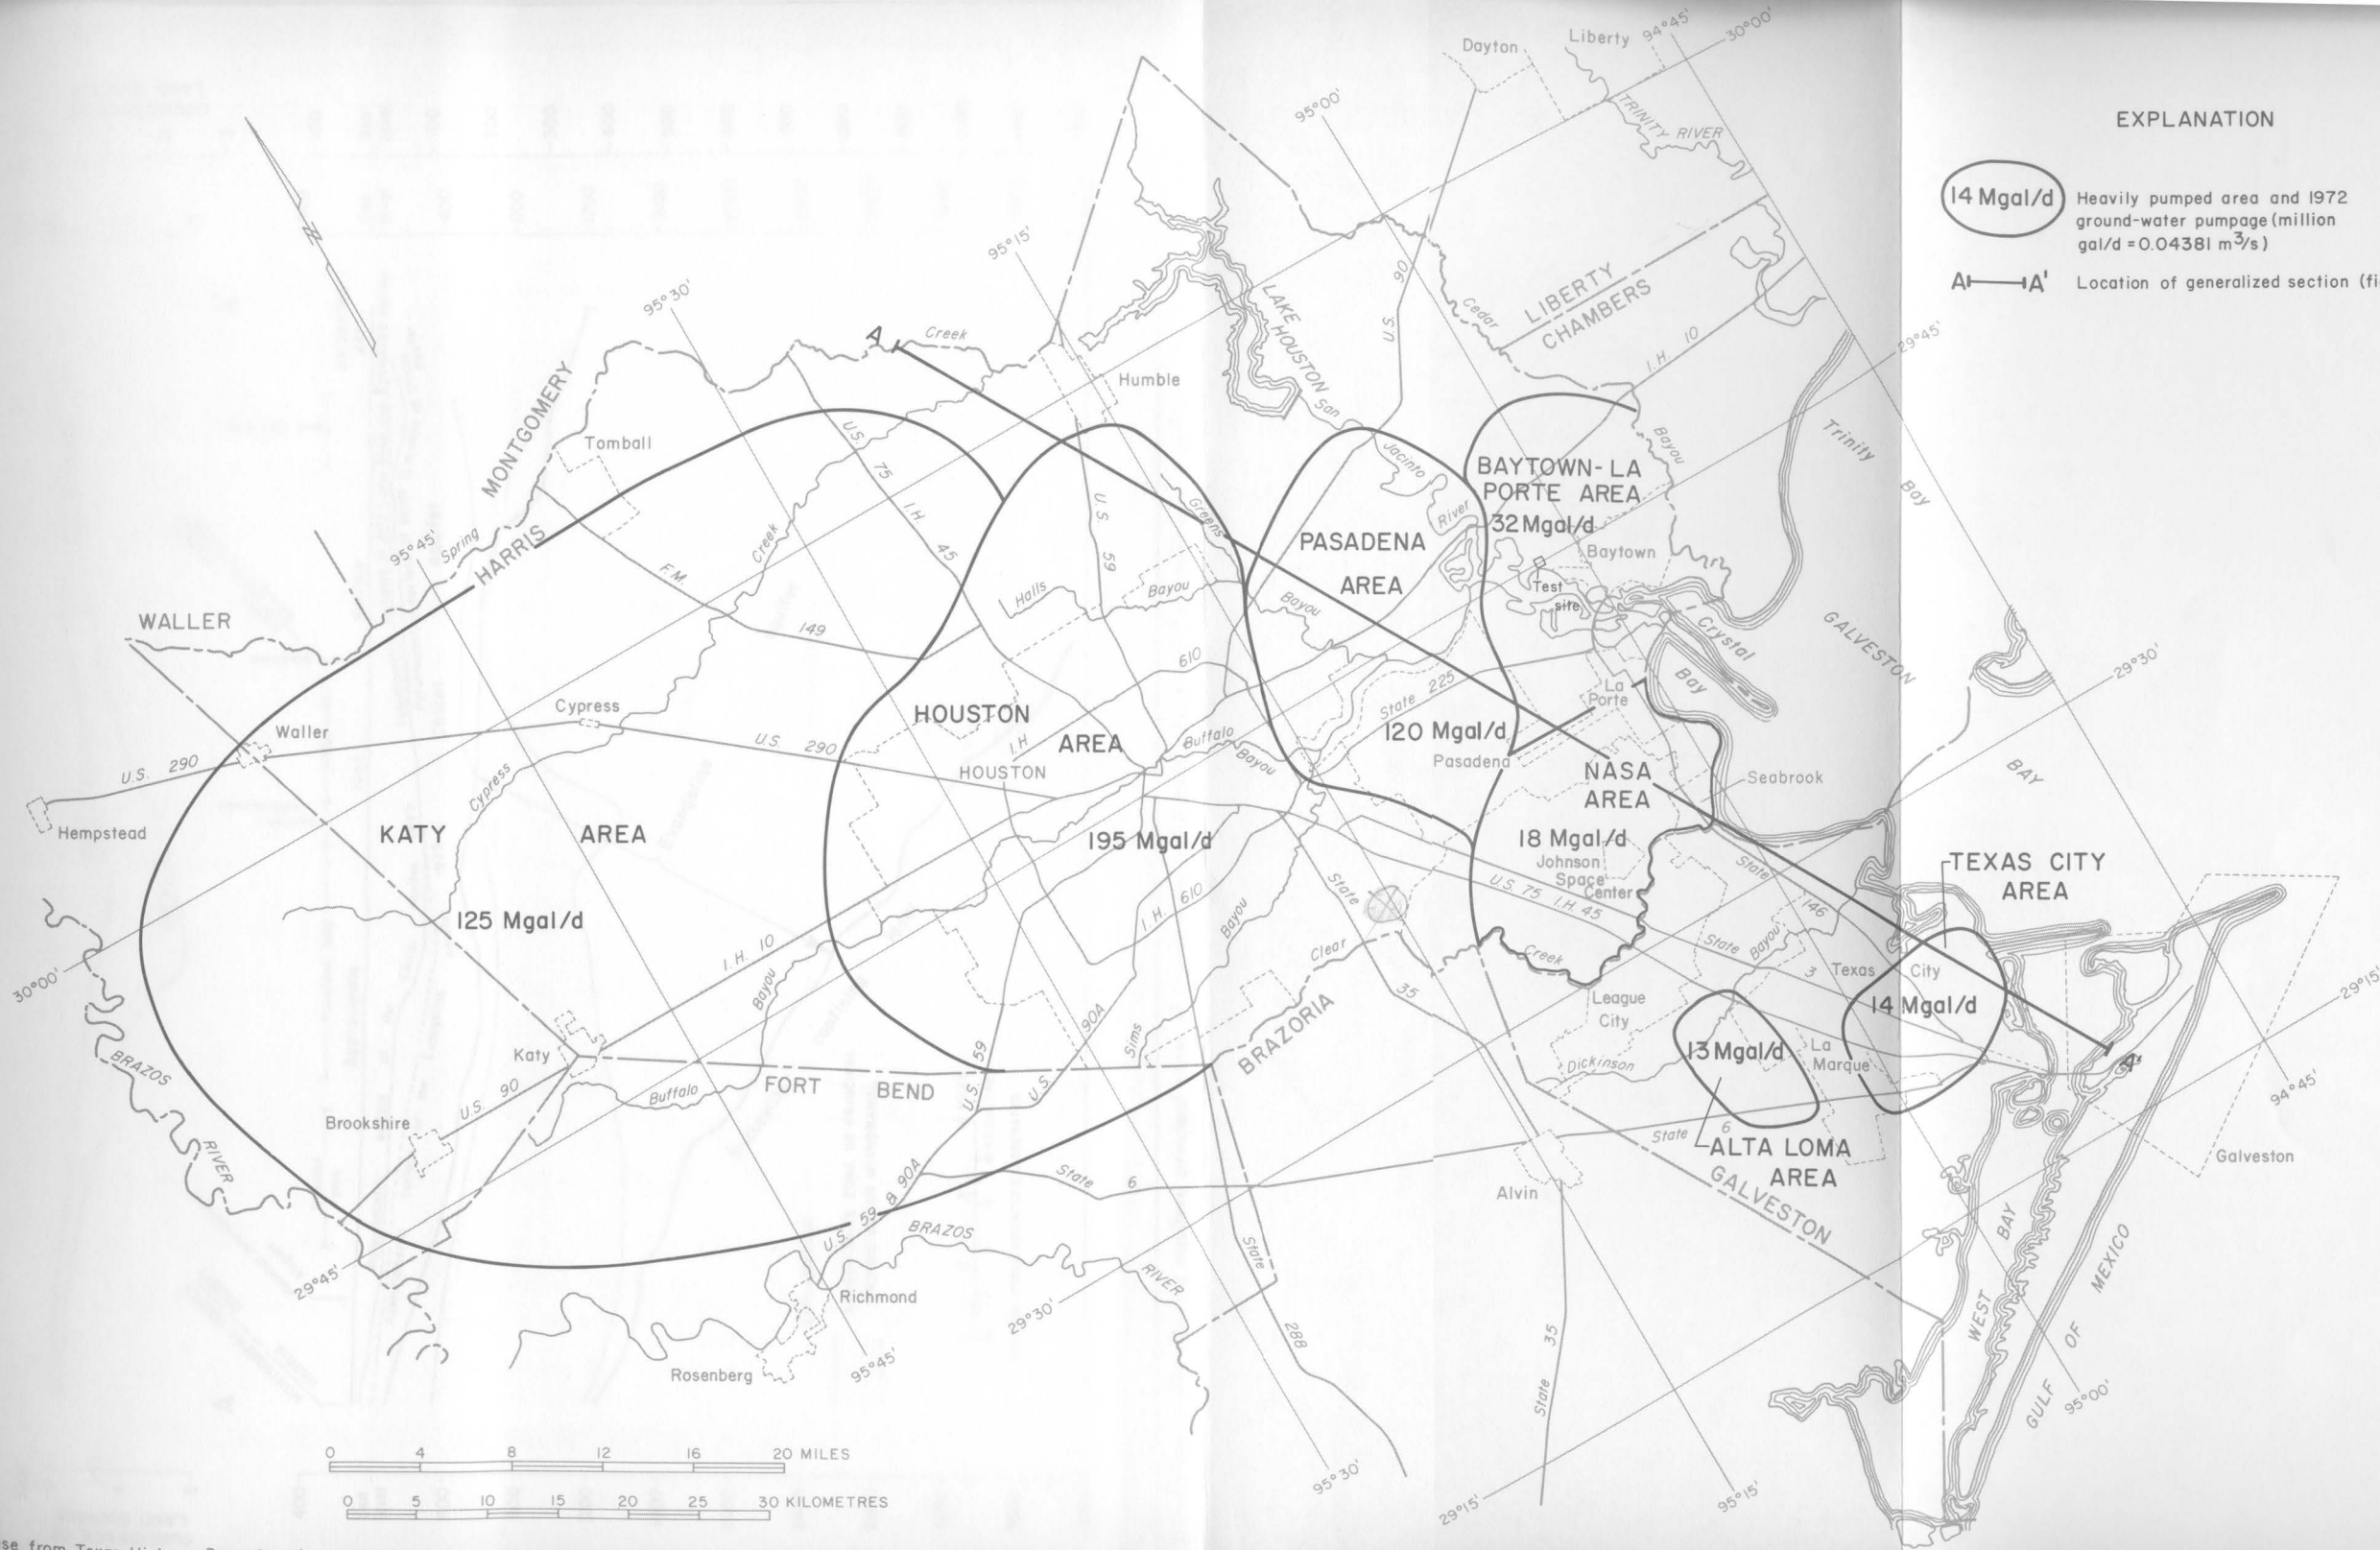 EXPLANATION
14 Mgal/d
Heavily pumped area and 1972
ground-water pumpage (million
gal/d = 0.04381 m³/s)
A A'
Location of generalized section (fi
Dayton
Liberty
94°45'
30°00'
TRINITY RIVER
95°00'
95°15'
95°30'
N
LAKE HOUSTON
U.S. 90
Cedar
LIBERTY
CHAMBERS
I.H. 10
29°45'
A
Creek
Humble
San
Jacinto
River
Bayou
Trinity
Bay
MONTGOMERY
Tomball
U.S. 75
I.H. 45
U.S. 59
Greens
Bayou
BAYTOWN-LA
PORTE AREA
32 Mgal/d
Baytown
Test
site
PASADENA
AREA
95°45'
Spring
HARRIS
Creek
F.M.
149
Halls
Bayou
610
WALLER
Crystal
Bay
GALVESTON
BAY
29°30'
Waller
Cypress
U.S. 290
U.S. 290
Cypress
HOUSTON
AREA
I.H.
HOUSTON
Buffalo
Bayou
State 225
120 Mgal/d
Pasadena
La
Porte
NASA
AREA
Seabrook
Hempstead
KATY AREA
195 Mgal/d
18 Mgal/d
Johnson
Space
Center
U.S. 75 I.H. 45
State
146
TEXAS CITY
AREA
125 Mgal/d
I.H. 10
I.H. 610
Bayou
State
35
Clear
Creek
State
3
Bayou
Texas City
14 Mgal/d
29°15'
30°00'
Bayou
90A
Sims
BRAZORIA
League
City
Dickinson
13 Mgal/d
La
Marque
A'
94°45'
Katy
BRAZOS
RIVER
U.S. 90
Buffalo
FORT BEND
U.S. 59
U.S.
Brookshire
State 6
ALTA LOMA
AREA
Galveston
State 6
Alvin
GALVESTON
U.S. 59 & 90A
BRAZOS
RIVER
State
288
WEST BAY
GULF OF MEXICO
29°45'
Richmond
29°30'
Rosenberg
95°45'
State 35
95°00'
0 4 8 12 16 20 MILES
0 5 10 15 20 25 30 KILOMETRES
95°30'
95°15'
29°15'